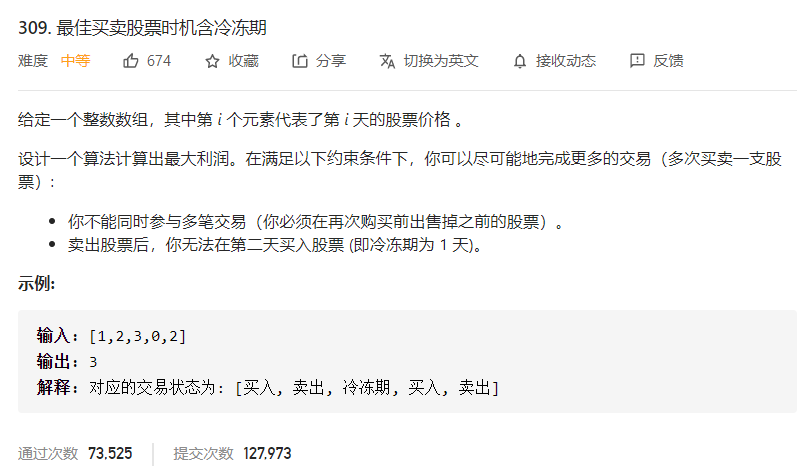 309. 最佳买卖股票时机含冷冻期
难度 中等 674 收藏 分享 切换为英文 接收动态 反馈
给定一个整数数组，其中第 i 个元素代表了第 i 天的股票价格 。
设计一个算法计算出最大利润。在满足以下约束条件下，你可以尽可能地完成更多的交易（多次买卖一支股
票）:
• 你不能同时参与多笔交易（你必须在再次购买前出售掉之前的股票）。
• 卖出股票后，你无法在第二天买入股票 (即冷冻期为 1 天)。
示例:
输入: [1,2,3,0,2]
输出: 3
解释: 对应的交易状态为: [买入, 卖出, 冷冻期, 买入, 卖出]
通过次数 73,525 提交次数 127,973